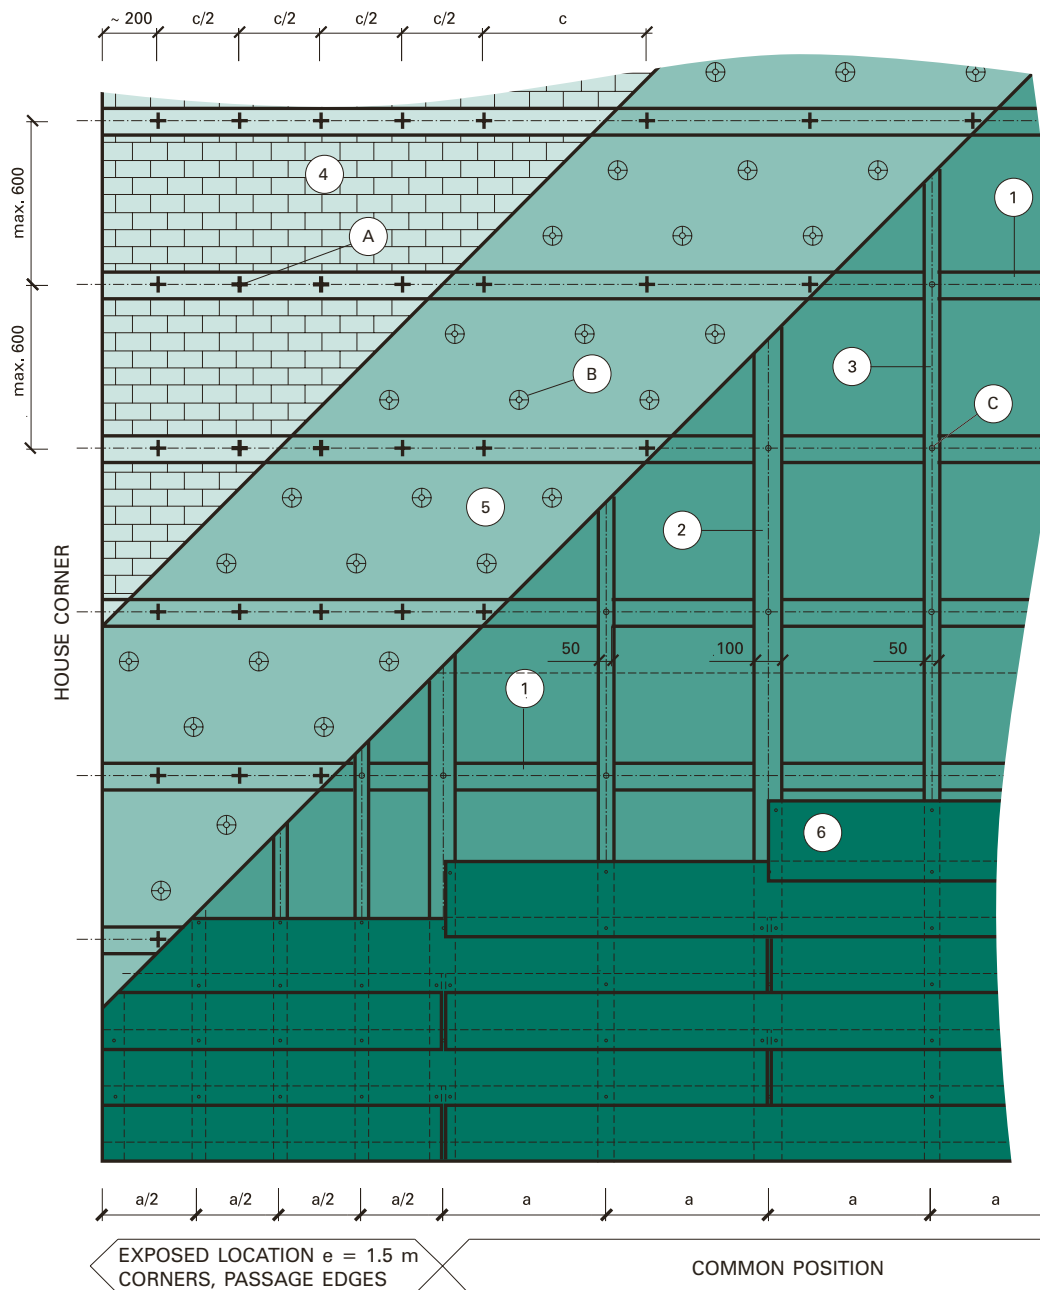 ~ 200 c/2 c/2 c/2 c/2 c
max. 600
max. 600
4
A
1
3
B
C
5
2
HOUSE CORNER
50 100 50
1
6
a/2 a/2 a/2 a/2 a a a a
EXPOSED LOCATION e = 1.5 m
CORNERS, PASSAGE EDGES
COMMON POSITION